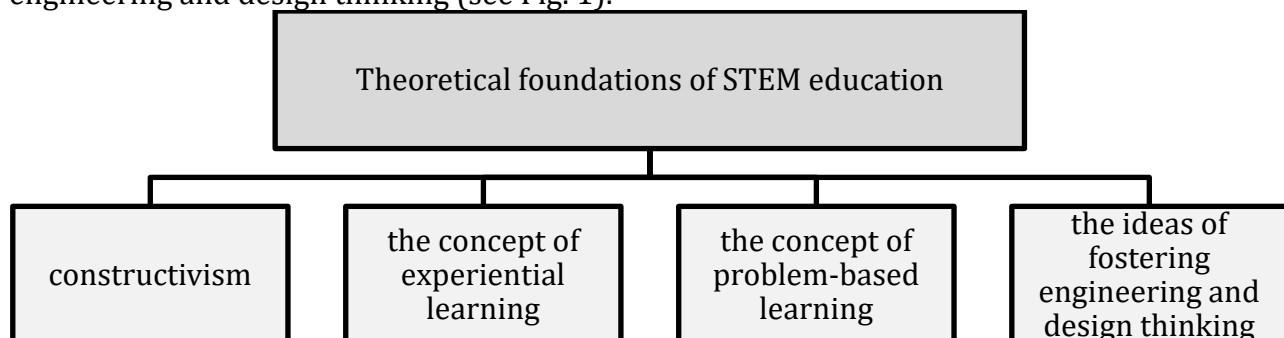 engineering and design thinking (see Fig. 1).
Theoretical foundations of STEM education
constructivism
the concept of
experiential
learning
the concept of
problem-based
learning
the ideas of
fostering
engineering and
design thinking